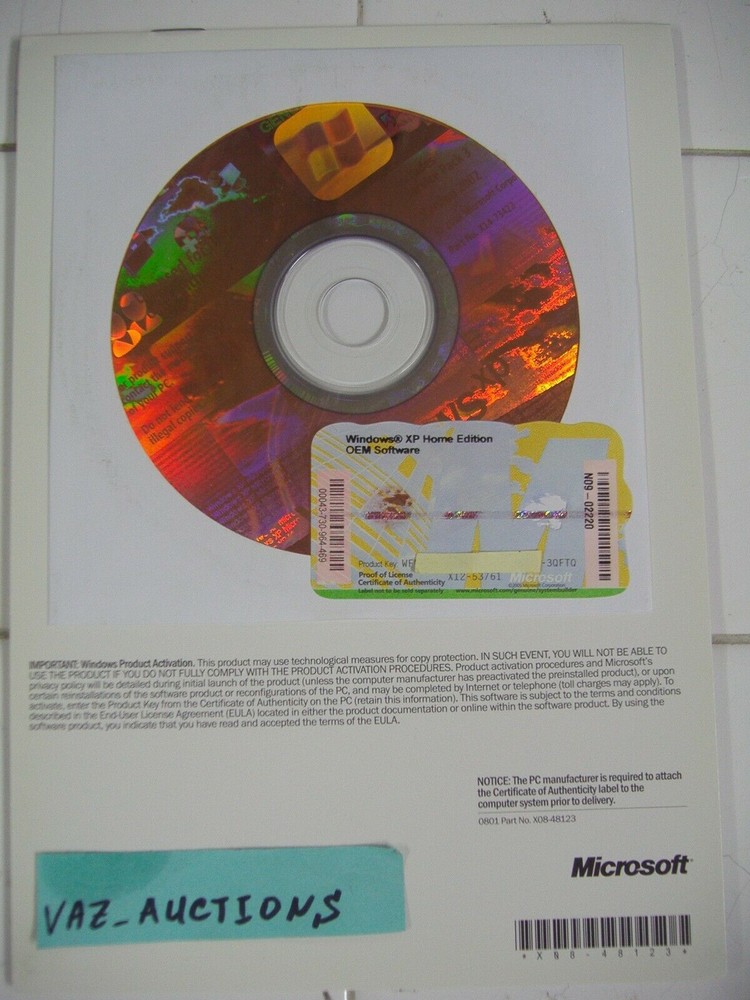 Part No. X14-73422
Do not
illegal copi
Windows® XP Home Edition
OEM Software
00043-730-964-469
N09-02220
Product Key: WF
-3QFTQ
Proof of License
Certificate of Authenticity
X12-53761
Microsoft
Label not to be sold separately
www.microsoft.com/genuine/systembuilder
IMPORTANT: Windows Product Activation. This product may use technological measures for copy protection. IN SUCH EVENT, YOU WILL NOT BE ABLE TO
USE THE PRODUCT IF YOU DO NOT FULLY COMPLY WITH THE PRODUCT ACTIVATION PROCEDURES. Product activation procedures and Microsoft's
privacy policy will be detailed during initial launch of the product (unless the computer manufacturer has preactivated the preinstalled product), or upon
certain reinstallations of the software product or reconfigurations of the PC, and may be completed by Internet or telephone (toll charges may apply). To
activate, enter the Product Key from the Certificate of Authenticity on the PC (retain this information). This software is subject to the terms and conditions
described in the End-User License Agreement (EULA) located in either the product documentation or online within the software product. By using the
software product, you indicate that you have read and accepted the terms of the EULA.
NOTICE: The PC manufacturer is required to attach
the Certificate of Authenticity label to the
computer system prior to delivery.
0801 Part No. X08-48123
Microsoft
VAZ_AUCTIONS
*X08-48123*